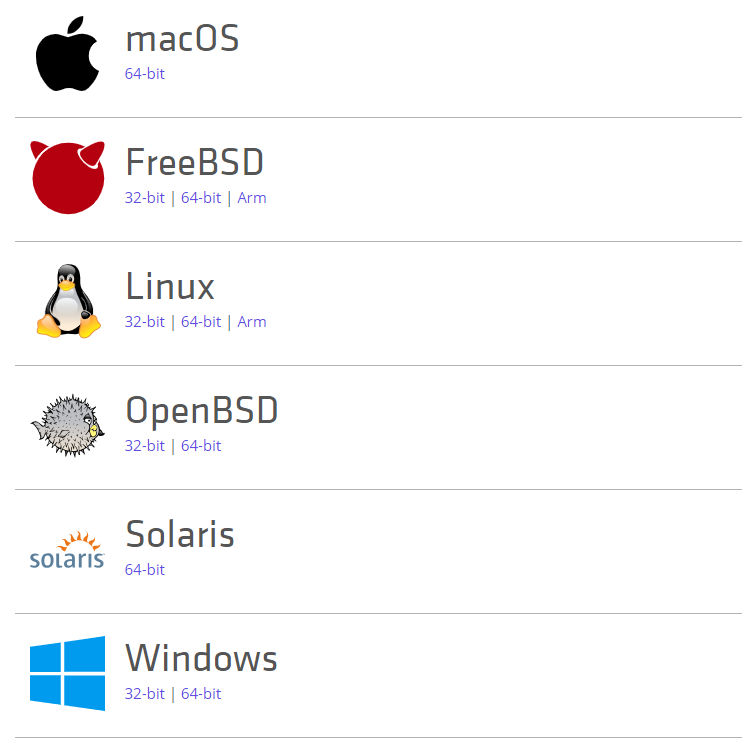 macOS
64-bit
FreeBSD
32-bit | 64-bit | Arm
Linux
32-bit | 64-bit | Arm
OpenBSD
32-bit | 64-bit
Solaris
solaris
64-bit
Windows
32-bit | 64-bit